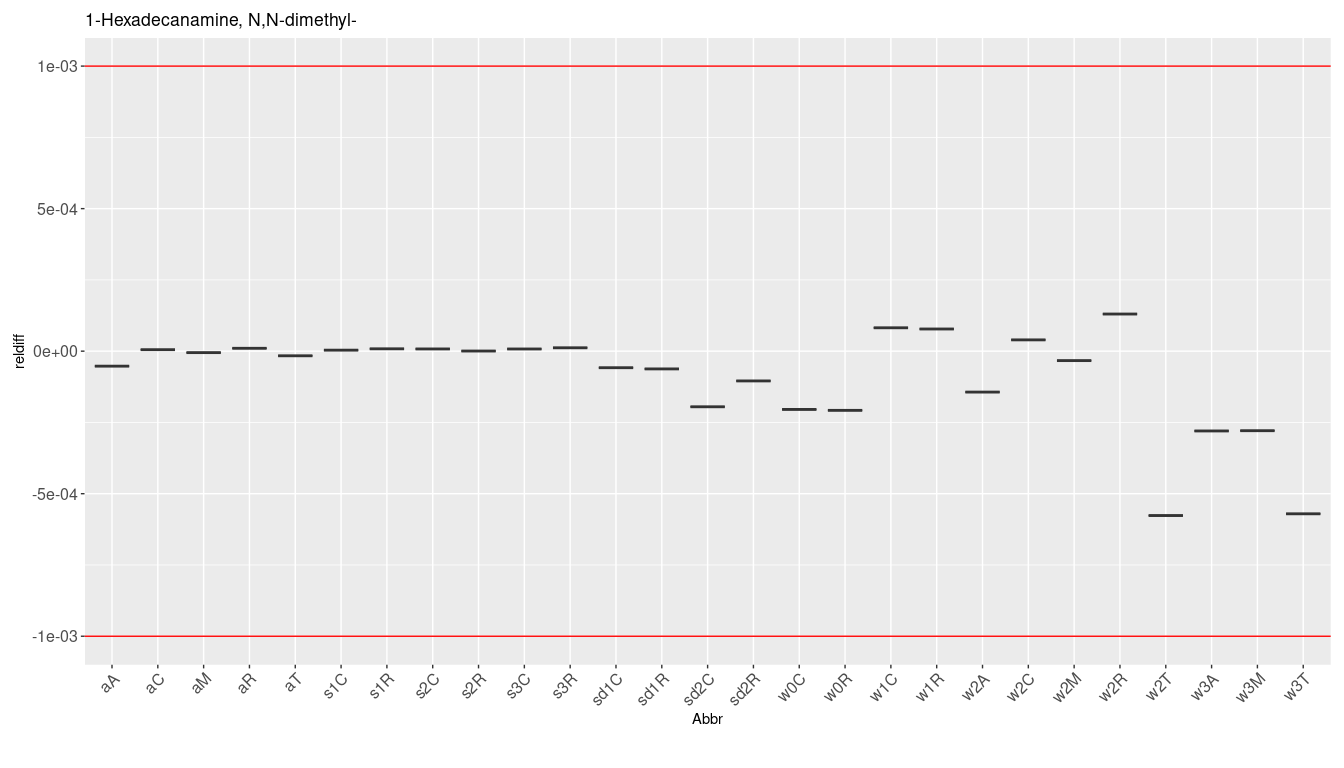 1-Hexadecanamine, N,N-dimethyl-
1e-03
5e-04
0e+00
-5e-04
-1e-03
reldiff
aA
aC
aM
aR
aT
s1C
s1R
s2C
s2R
s3C
s3R
sd1C
sd1R
sd2C
sd2R
w0C
w0R
w1C
w1R
w2A
w2C
w2M
w2R
w2T
w3A
w3M
w3T
Abbr